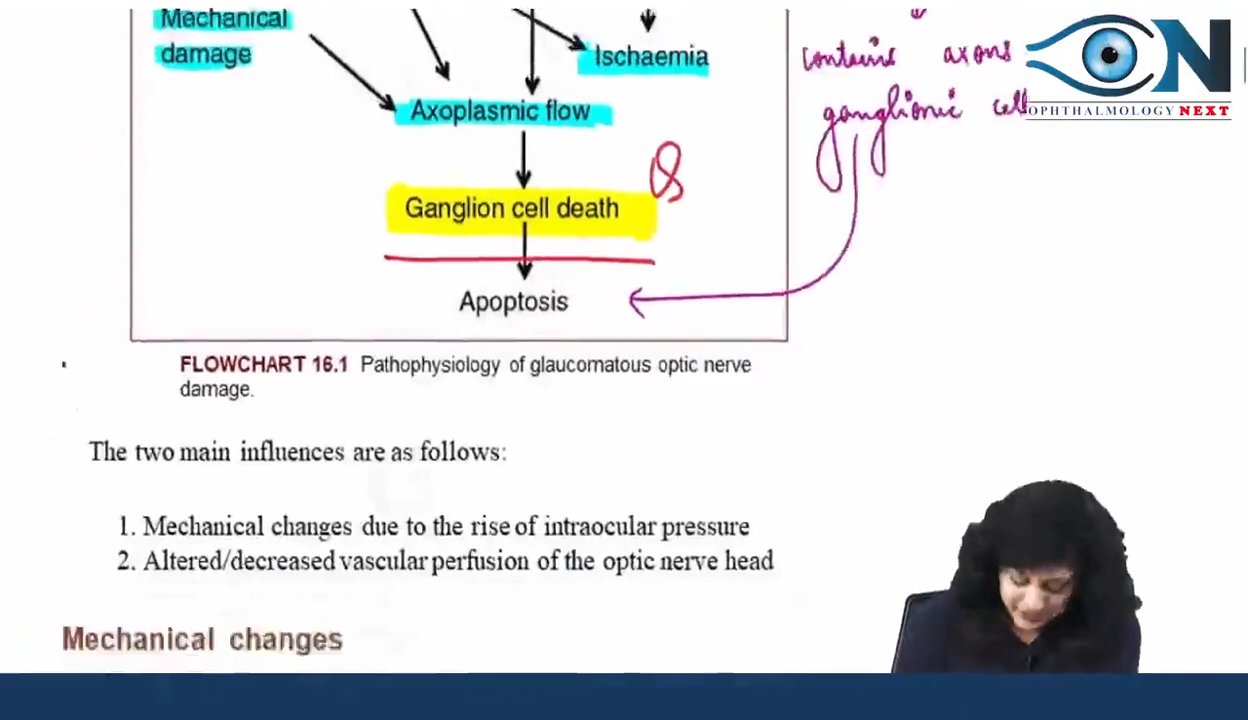 Mechanical
damage
Ischaemia
Axoplasmic flow
Ganglion cell death
Apoptosis
contains axons
ganglionic cell
ON
OPHTHALMOLOGY NEXT
FLOWCHART 16.1 Pathophysiology of glaucomatous optic nerve
damage.
The two main influences are as follows:
1. Mechanical changes due to the rise of intraocular pressure
2. Altered/decreased vascular perfusion of the optic nerve head
Mechanical changes